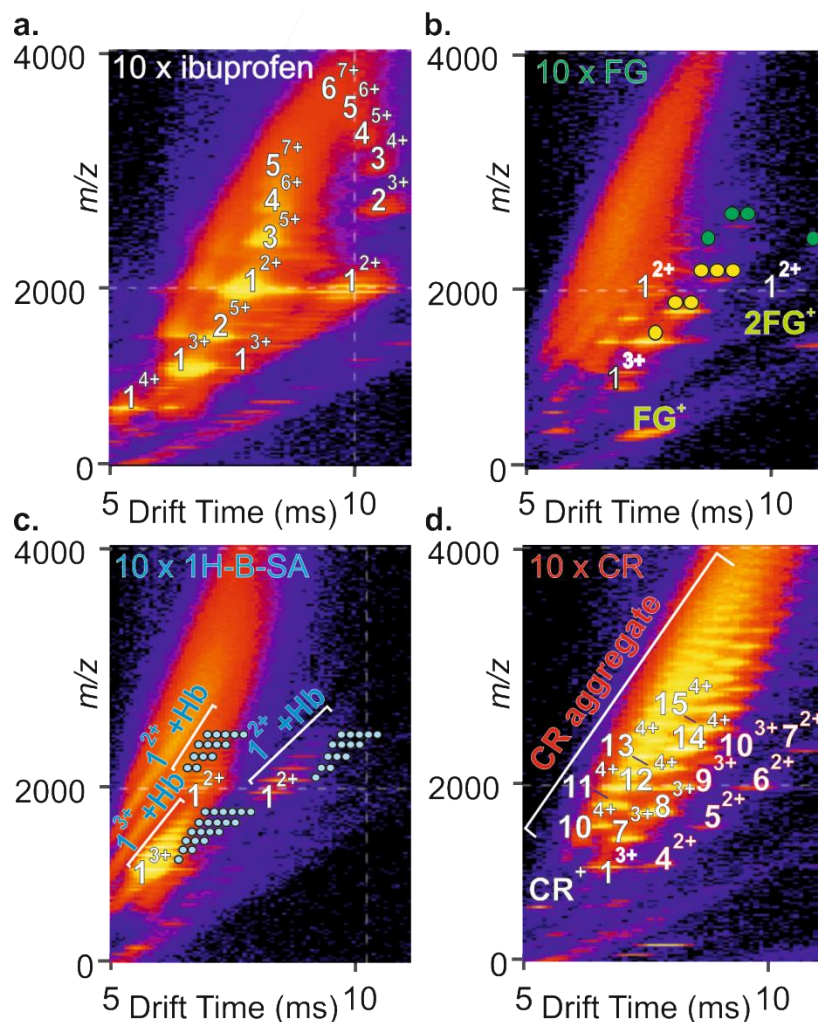 a.
10 x ibuprofen
4000
m/z
2000
0
6 7+
5 6+
4 5+
3 4+
2 3+
5 7+
4 6+
3 5+
1 2+
1 2+
2 5+
1 3+
1 3+
1 4+
5
10
Drift Time (ms)
b.
10 x FG
4000
m/z
2000
0
1 2+
1 2+
2FG+
1 3+
FG+
5
10
Drift Time (ms)
c.
10 x 1H-B-SA
4000
m/z
2000
0
1 2+ +Hb
1 2+ +Hb
1 3+ +Hb
1 2+
1 2+
1 3+
5
10
Drift Time (ms)
d.
10 x CR
4000
m/z
2000
0
CR aggregate
15 4+
14 4+
13 4+
12 4+
11 4+
10 4+
10 3+
9 3+
8 3+
7 3+
7 2+
6 2+
5 2+
4 2+
1 3+
CR+
5
10
Drift Time (ms)